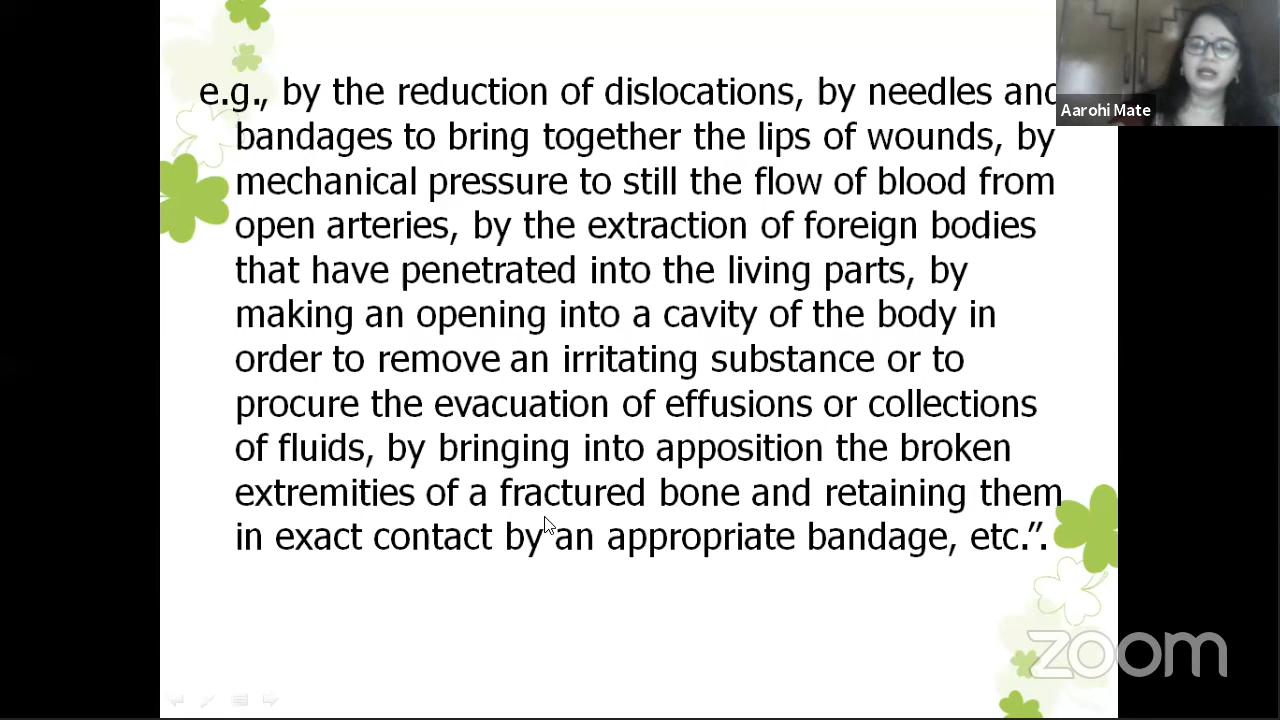 e.g., by the reduction of dislocations, by needles and
bandages to bring together the lips of wounds, by
mechanical pressure to still the flow of blood from
open arteries, by the extraction of foreign bodies
that have penetrated into the living parts, by
making an opening into a cavity of the body in
order to remove an irritating substance or to
procure the evacuation of effusions or collections
of fluids, by bringing into apposition the broken
extremities of a fractured bone and retaining them
in exact contact by an appropriate bandage, etc.”.
Aarohi Mate
zoom